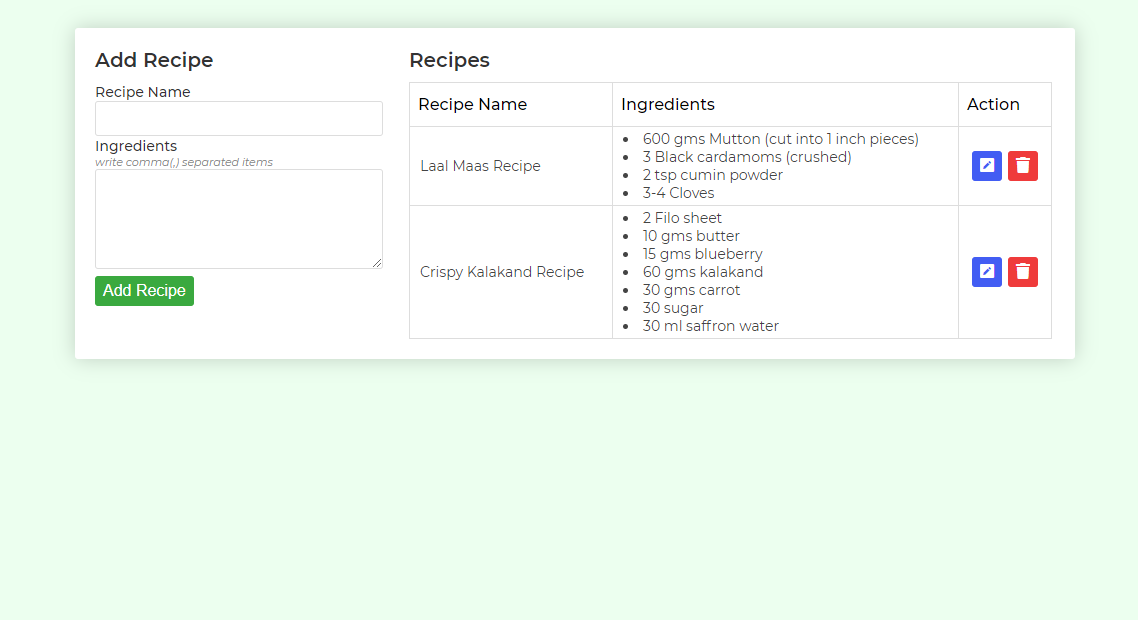 Add Recipe
Recipe Name
Ingredients
write comma(,) separated items
Add Recipe
Recipes
Recipe Name Ingredients Action
Laal Maas Recipe
600 gms Mutton (cut into 1 inch pieces)
3 Black cardamoms (crushed)
2 tsp cumin powder
3-4 Cloves
Crispy Kalakand Recipe
2 Filo sheet
10 gms butter
15 gms blueberry
60 gms kalakand
30 gms carrot
30 sugar
30 ml saffron water